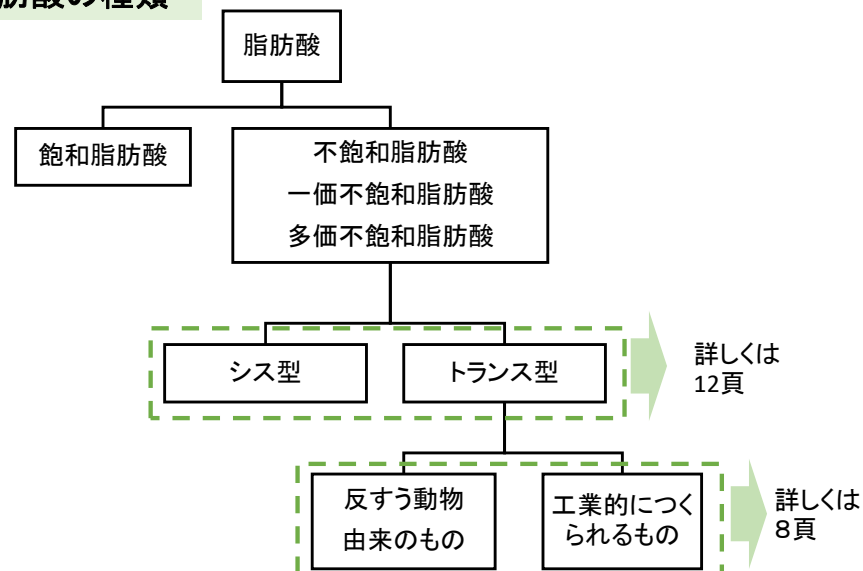 肪酸の種類
脂肪酸
飽和脂肪酸
不飽和脂肪酸
一価不飽和脂肪酸
多価不飽和脂肪酸
シス型
トランス型
詳しくは
12頁
反すう動物
由来のもの
工業的につく
られるもの
詳しくは
８頁